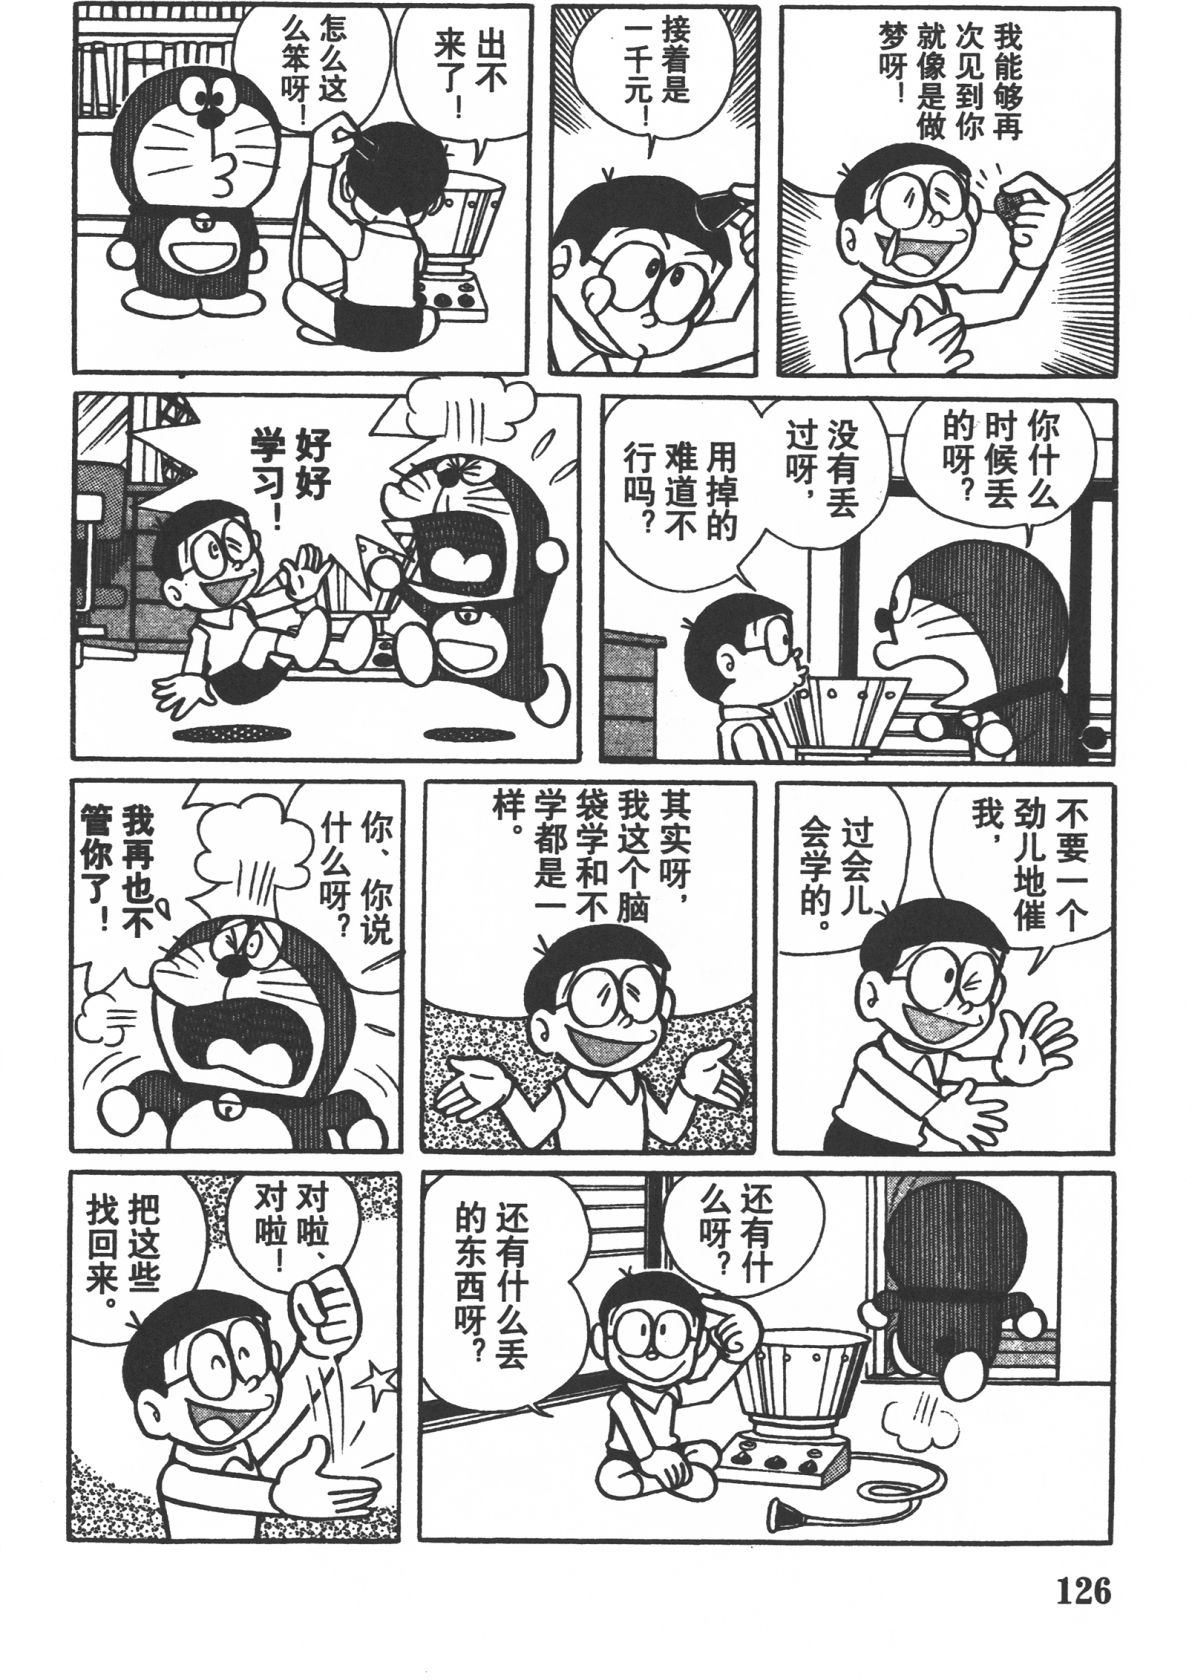 我能够再
次见到你
就像是做
梦呀！
接着是
一千元！
出不
来了！
怎么这
么笨呀！
你什么
时候丢
的呀？
没有丢
过呀，
用掉的
难道不
行吗？
好好
学习！
不要一个
劲儿地催
我，
过会儿
会学的。
其实呀，
我这个脑
袋学和不
学都是一
样。
你、你说
什么呀？
我再也不
管你了！
还有什
么呀？
还有什么丢
的东西呀？
对啦、
对啦！
把这些
找回来。
126